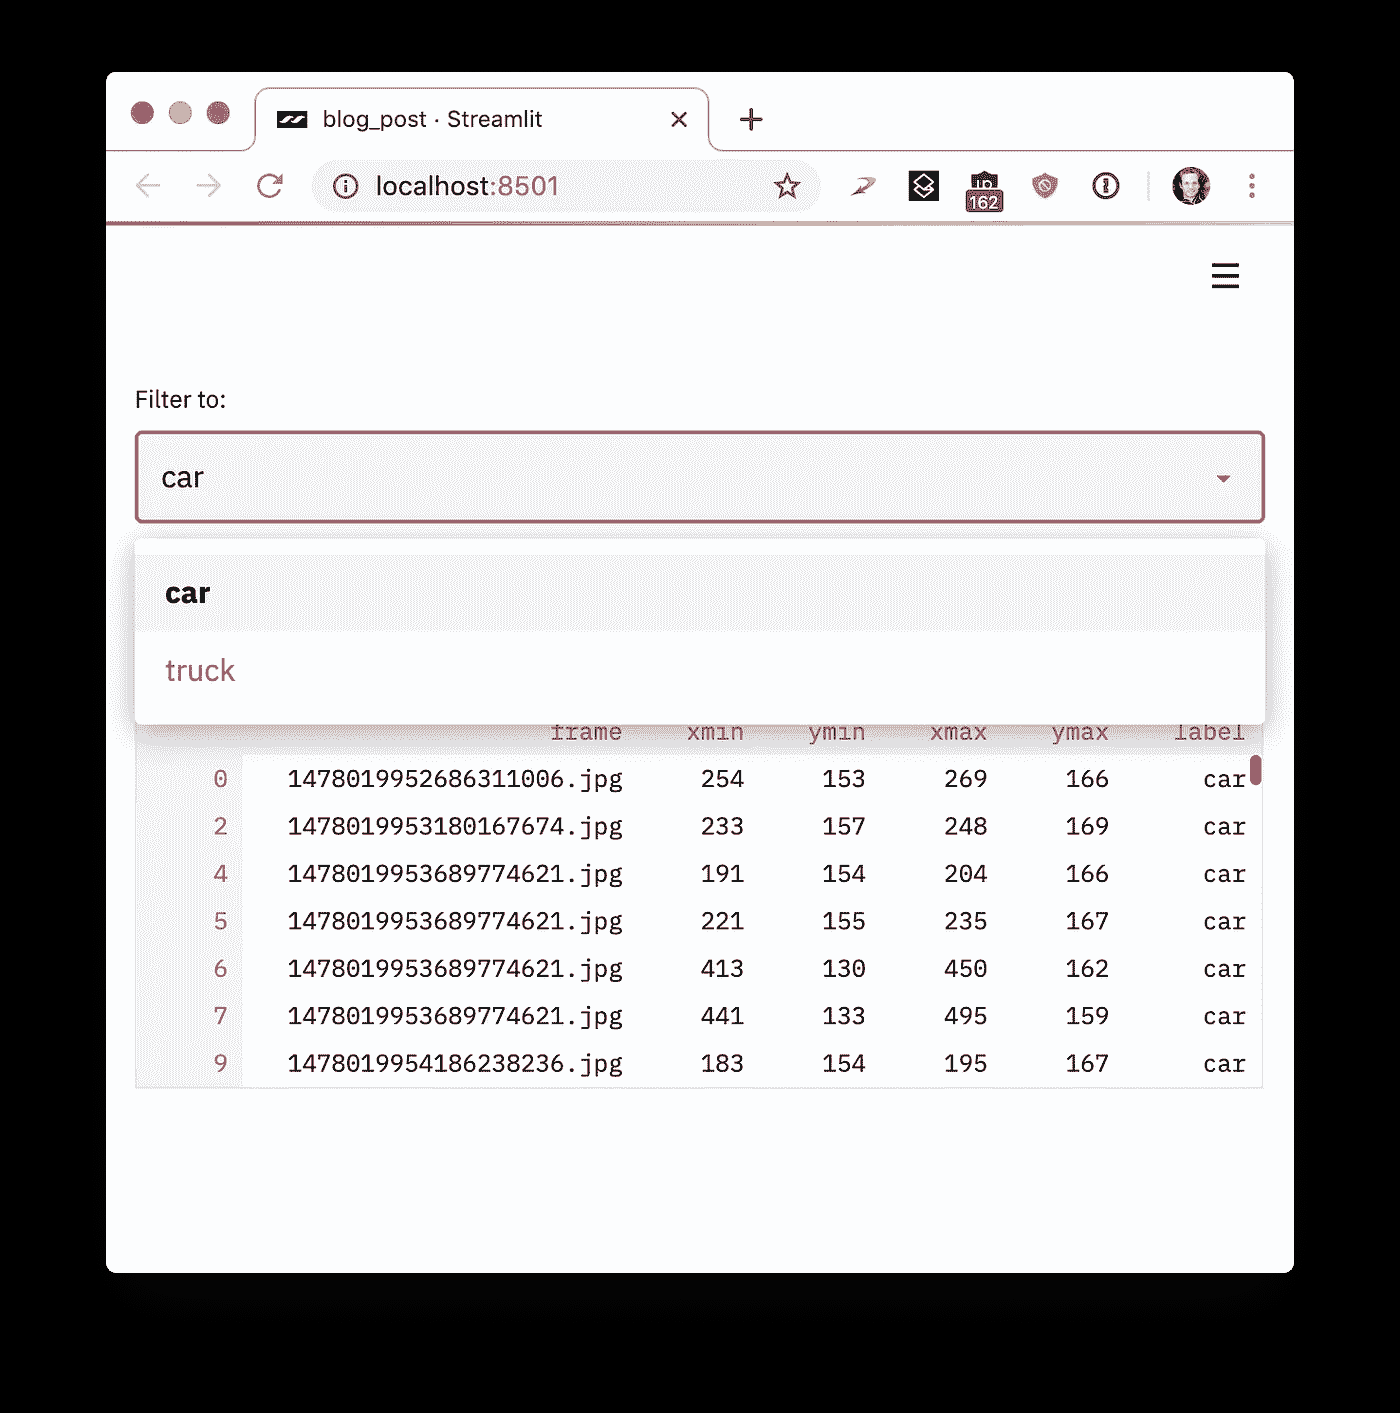 blog_post · Streamlit
localhost:8501
162
Filter to:
car
car
truck
frame xmin ymin xmax ymax label
0 1478019952686311006.jpg 254 153 269 166 car
2 1478019953180167674.jpg 233 157 248 169 car
4 1478019953689774621.jpg 191 154 204 166 car
5 1478019953689774621.jpg 221 155 235 167 car
6 1478019953689774621.jpg 413 130 450 162 car
7 1478019953689774621.jpg 441 133 495 159 car
9 1478019954186238236.jpg 183 154 195 167 car